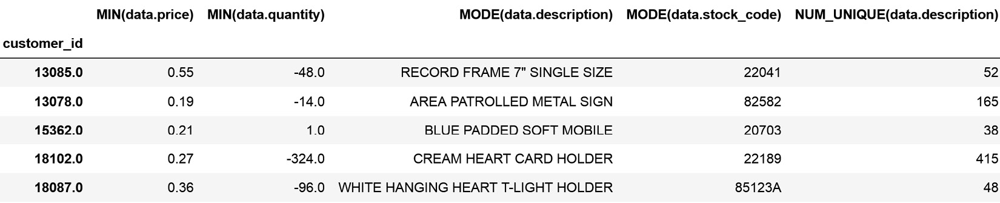 MIN(data.price) MIN(data.quantity) MODE(data.description) MODE(data.stock_code) NUM_UNIQUE(data.description)
customer_id
13085.0 0.55 -48.0 RECORD FRAME 7" SINGLE SIZE 22041 52
13078.0 0.19 -14.0 AREA PATROLLED METAL SIGN 82582 165
15362.0 0.21 1.0 BLUE PADDED SOFT MOBILE 20703 38
18102.0 0.27 -324.0 CREAM HEART CARD HOLDER 22189 415
18087.0 0.36 -96.0 WHITE HANGING HEART T-LIGHT HOLDER 85123A 48